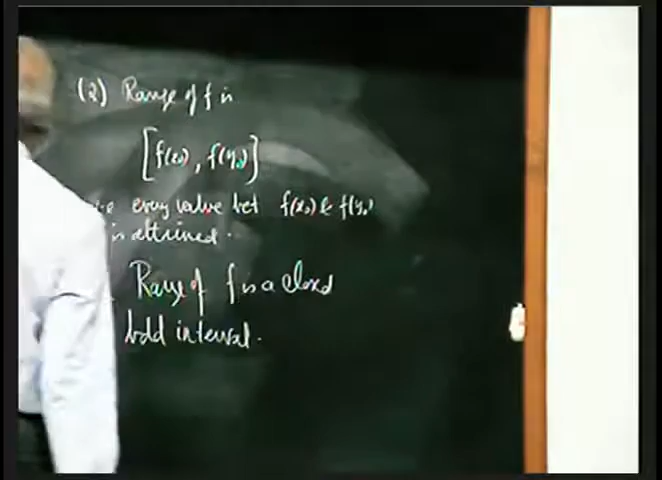 (2) Range of f is
[f(x₀), f(y₀)]
i.e every value bet f(x₀) & f(y₀)
is attained.
Range of f is a closed
bdd interval.